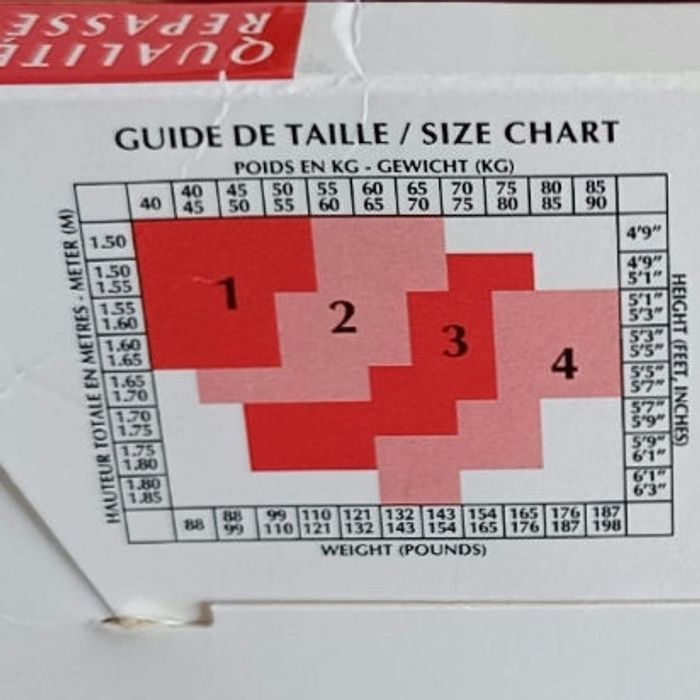 QUALITÉ
REPASSÉ
GUIDE DE TAILLE / SIZE CHART
POIDS EN KG - GEWICHT (KG)
40 40 45 50 55 60 65 70 75 80 85
45 50 55 60 65 70 75 80 85 90
HAUTEUR TOTALE EN METRES - METER (M)
1.50 4'9"
1.50 4'9"
1.55 5'1"
1.55 5'1"
1.60 5'3"
1.60 5'3"
1.65 5'5"
1.65 5'5"
1.70 5'7"
1.70 5'7"
1.75 5'9"
1.75 5'9"
1.80 6'1"
1.80 6'1"
1.85 6'3"
HEIGHT (FEET, INCHES)
1
2
3
4
88 88 99 110 121 132 143 154 165 176 187
99 110 121 132 143 154 165 176 187 198
WEIGHT (POUNDS)